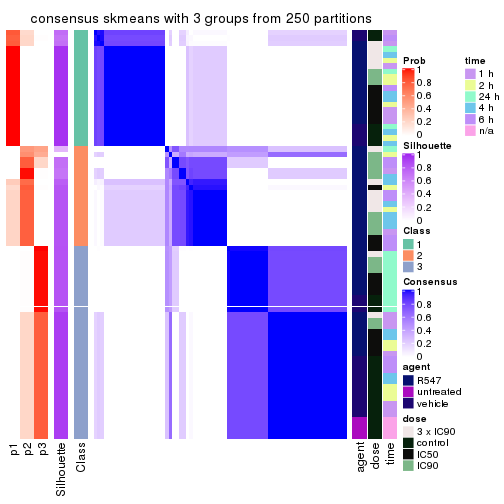 consensus skmeans with 3 groups from 250 partitions
Prob
1
0.8
0.6
0.4
0.2
0
time
1 h
2 h
24 h
4 h
6 h
n/a
Silhouette
1
0.8
0.6
0.4
0.2
0
Class
1
2
3
Consensus
1
0.8
0.6
0.4
0.2
0
agent
R547
untreated
vehicle
dose
3 x IC90
control
IC50
IC90
p1
p2
p3
Silhouette
Class
agent
dose
time